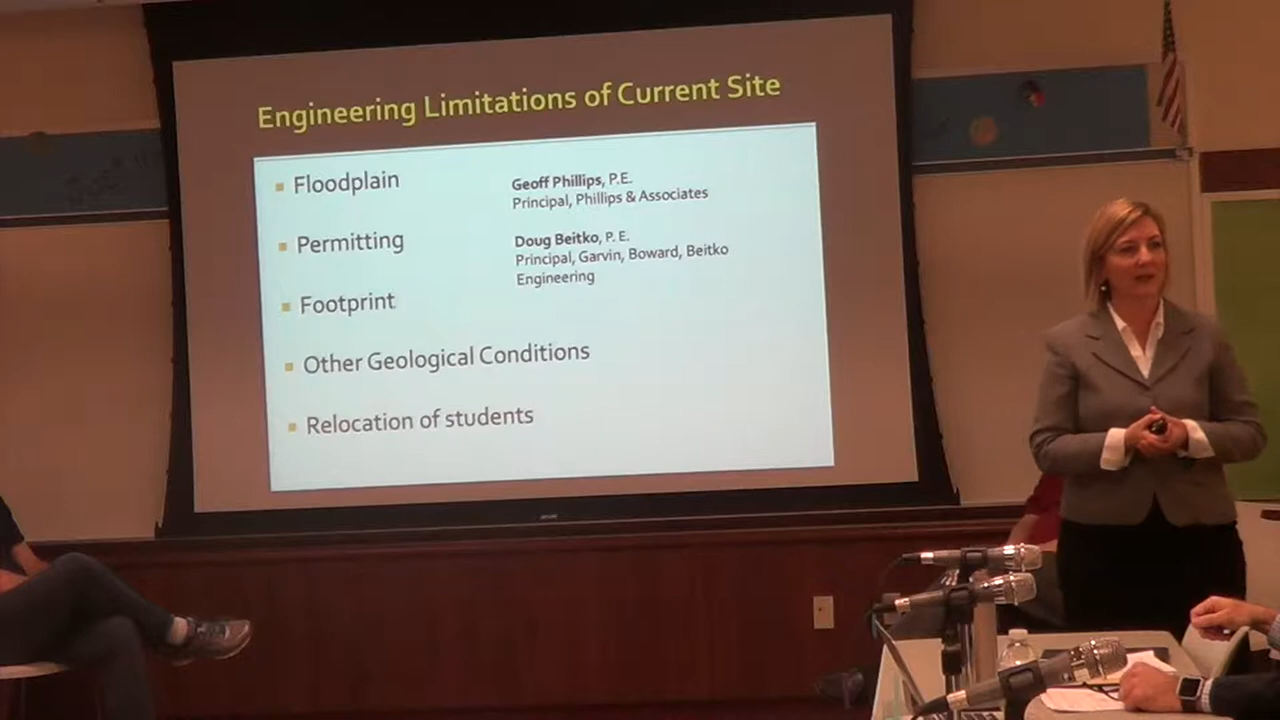 Engineering Limitations of Current Site
Floodplain
Permitting
Footprint
Other Geological Conditions
Relocation of students
Geoff Phillips, P.E.
Principal, Phillips & Associates
Doug Beitko, P. E.
Principal, Garvin, Boward, Beitko
Engineering